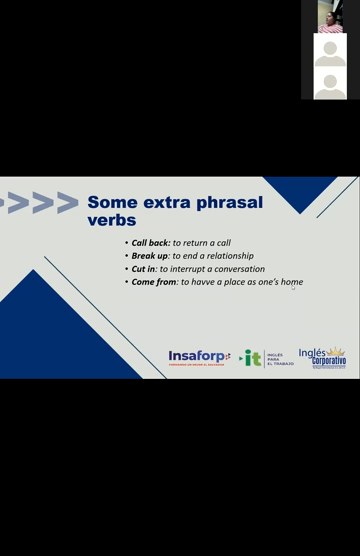 >>>>
Some extra phrasal
verbs
• Call back: to return a call
• Break up: to end a relationship
• Cut in: to interrupt a conversation
• Come from: to havve a place as one's home
Insaforp
it
INGLÉS
PARA
EL TRABAJO
Inglés
Corporativo